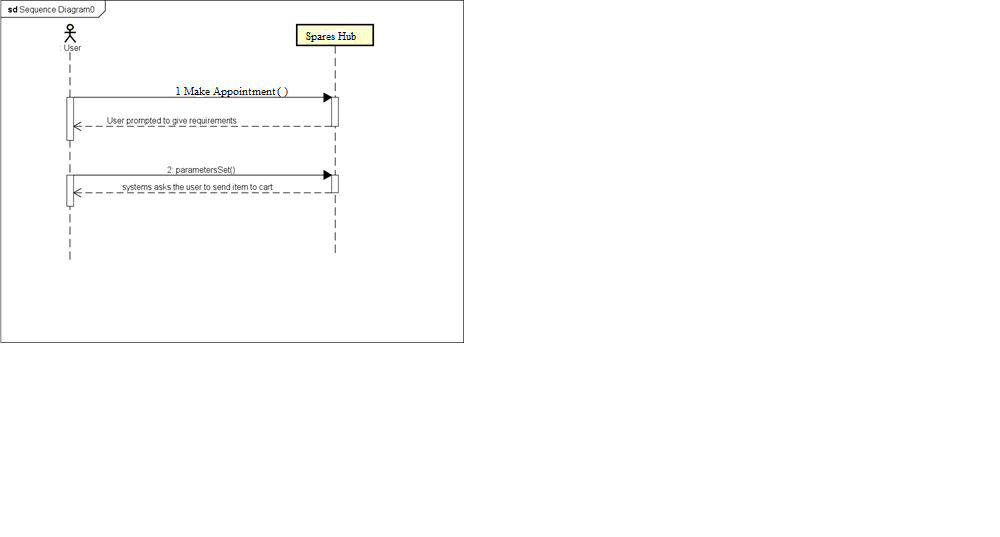 sd Sequence Diagram0
: User
Spares Hub
1 Make Appointment( )
User prompted to give requirements
2: parametersSet()
systems asks the user to send item to cart